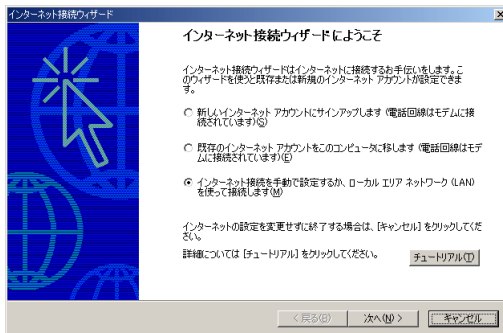 インターネット接続ウィザード
インターネット接続ウィザードにようこそ
インターネット接続ウィザードはインターネットに接続するお手伝いをします。こ
のウィザードを使うと既存または新規のインターネット アカウントが設定できま
す。
新しいインターネット アカウントにサインアップします (電話回線はモデムに接
続されています)(S)
既存のインターネット アカウントをこのコンピュータに移します (電話回線はモデ
ムに接続されています)(E)
インターネット接続を手動で設定するか、ローカル エリア ネットワーク (LAN)
を使って接続します(M)
インターネットの設定を変更せずに終了する場合は、[キャンセル] をクリックしてくだ
さい。
詳細については [チュートリアル] をクリックしてください。
チュートリアル(T)
< 戻る(B)
次へ(N) >
キャンセル